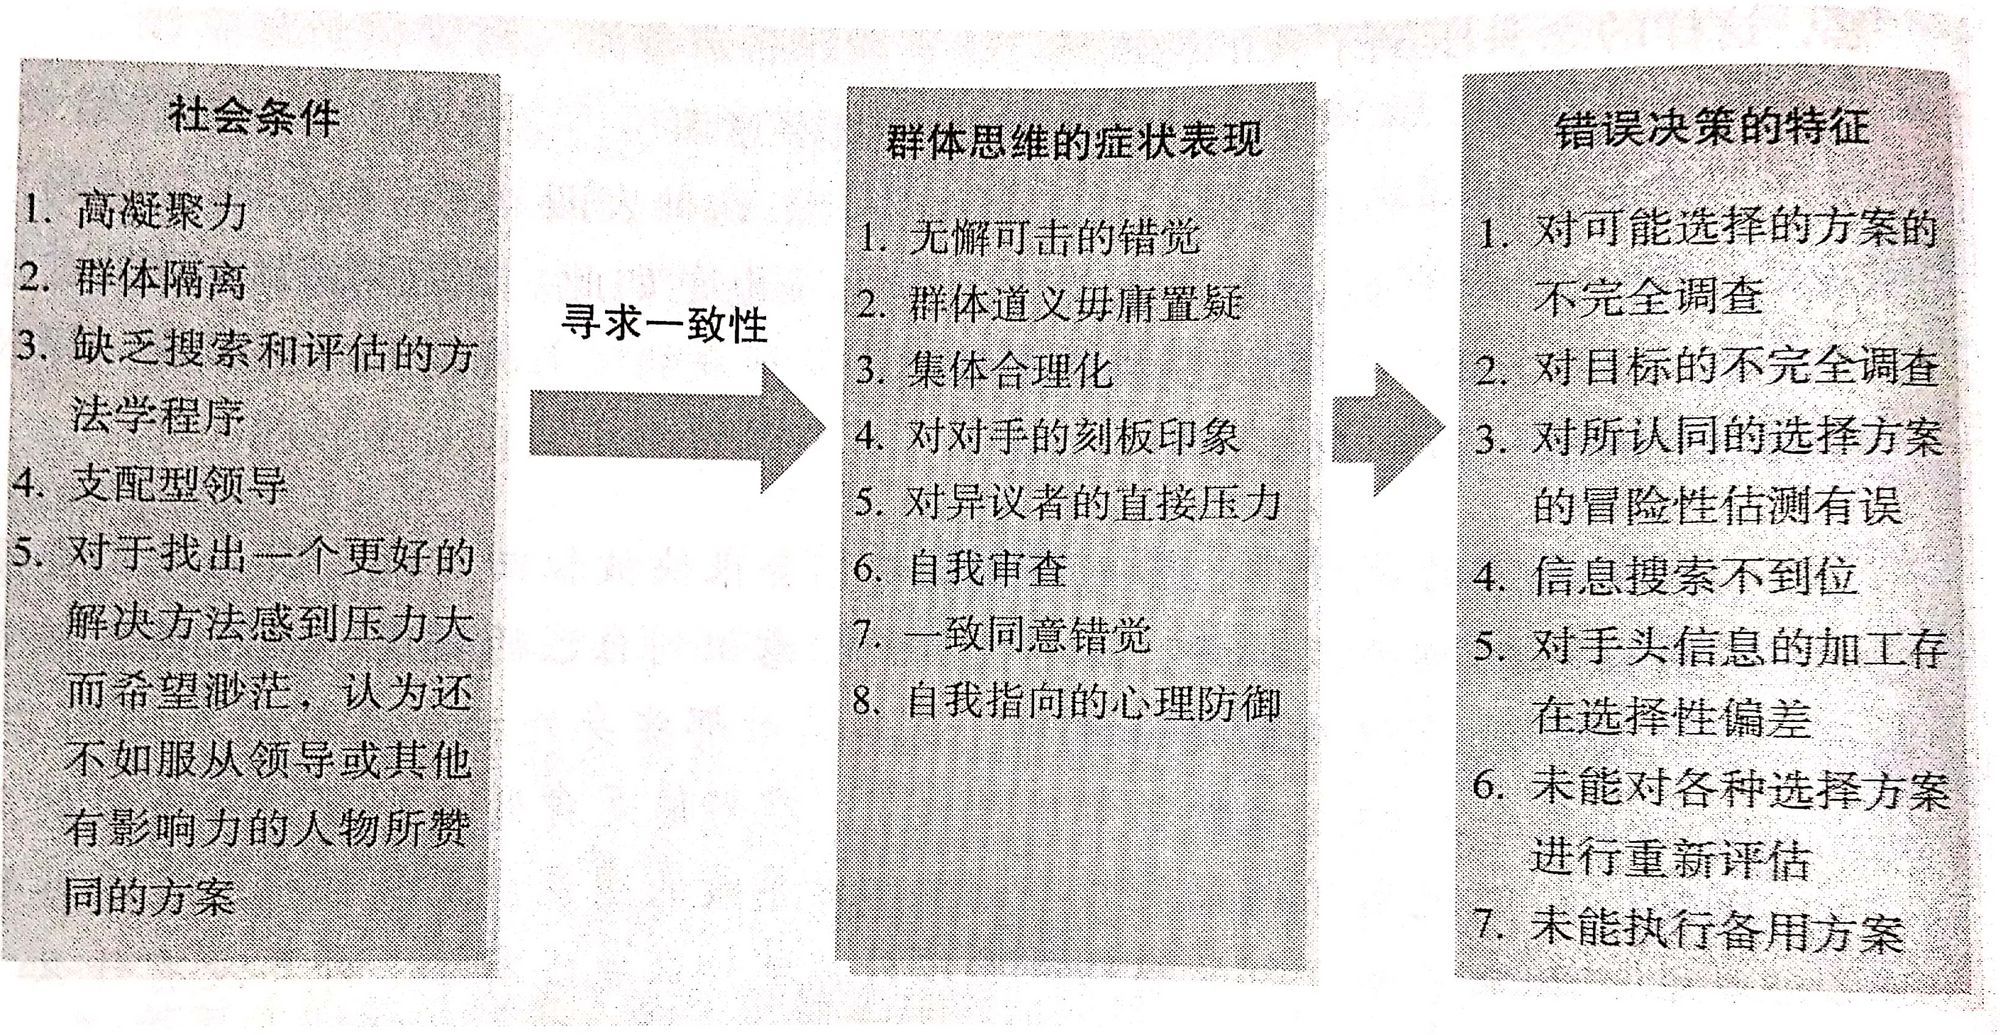 社会条件
1. 高凝聚力
2. 群体隔离
3. 缺乏搜索和评估的方
法学程序
4. 支配型领导
5. 对于找出一个更好的
解决方法感到压力大
而希望渺茫，认为还
不如服从领导或其他
有影响力的人物所赞
同的方案
寻求一致性
群体思维的症状表现
1. 无懈可击的错觉
2. 群体道义毋庸置疑
3. 集体合理化
4. 对对手的刻板印象
5. 对异议者的直接压力
6. 自我审查
7. 一致同意错觉
8. 自我指向的心理防御
错误决策的特征
1. 对可能选择的方案的
不完全调查
2. 对目标的不完全调查
3. 对所认同的选择方案
的冒险性估测有误
4. 信息搜索不到位
5. 对手头信息的加工存
在选择性偏差
6. 未能对各种选择方案
进行重新评估
7. 未能执行备用方案